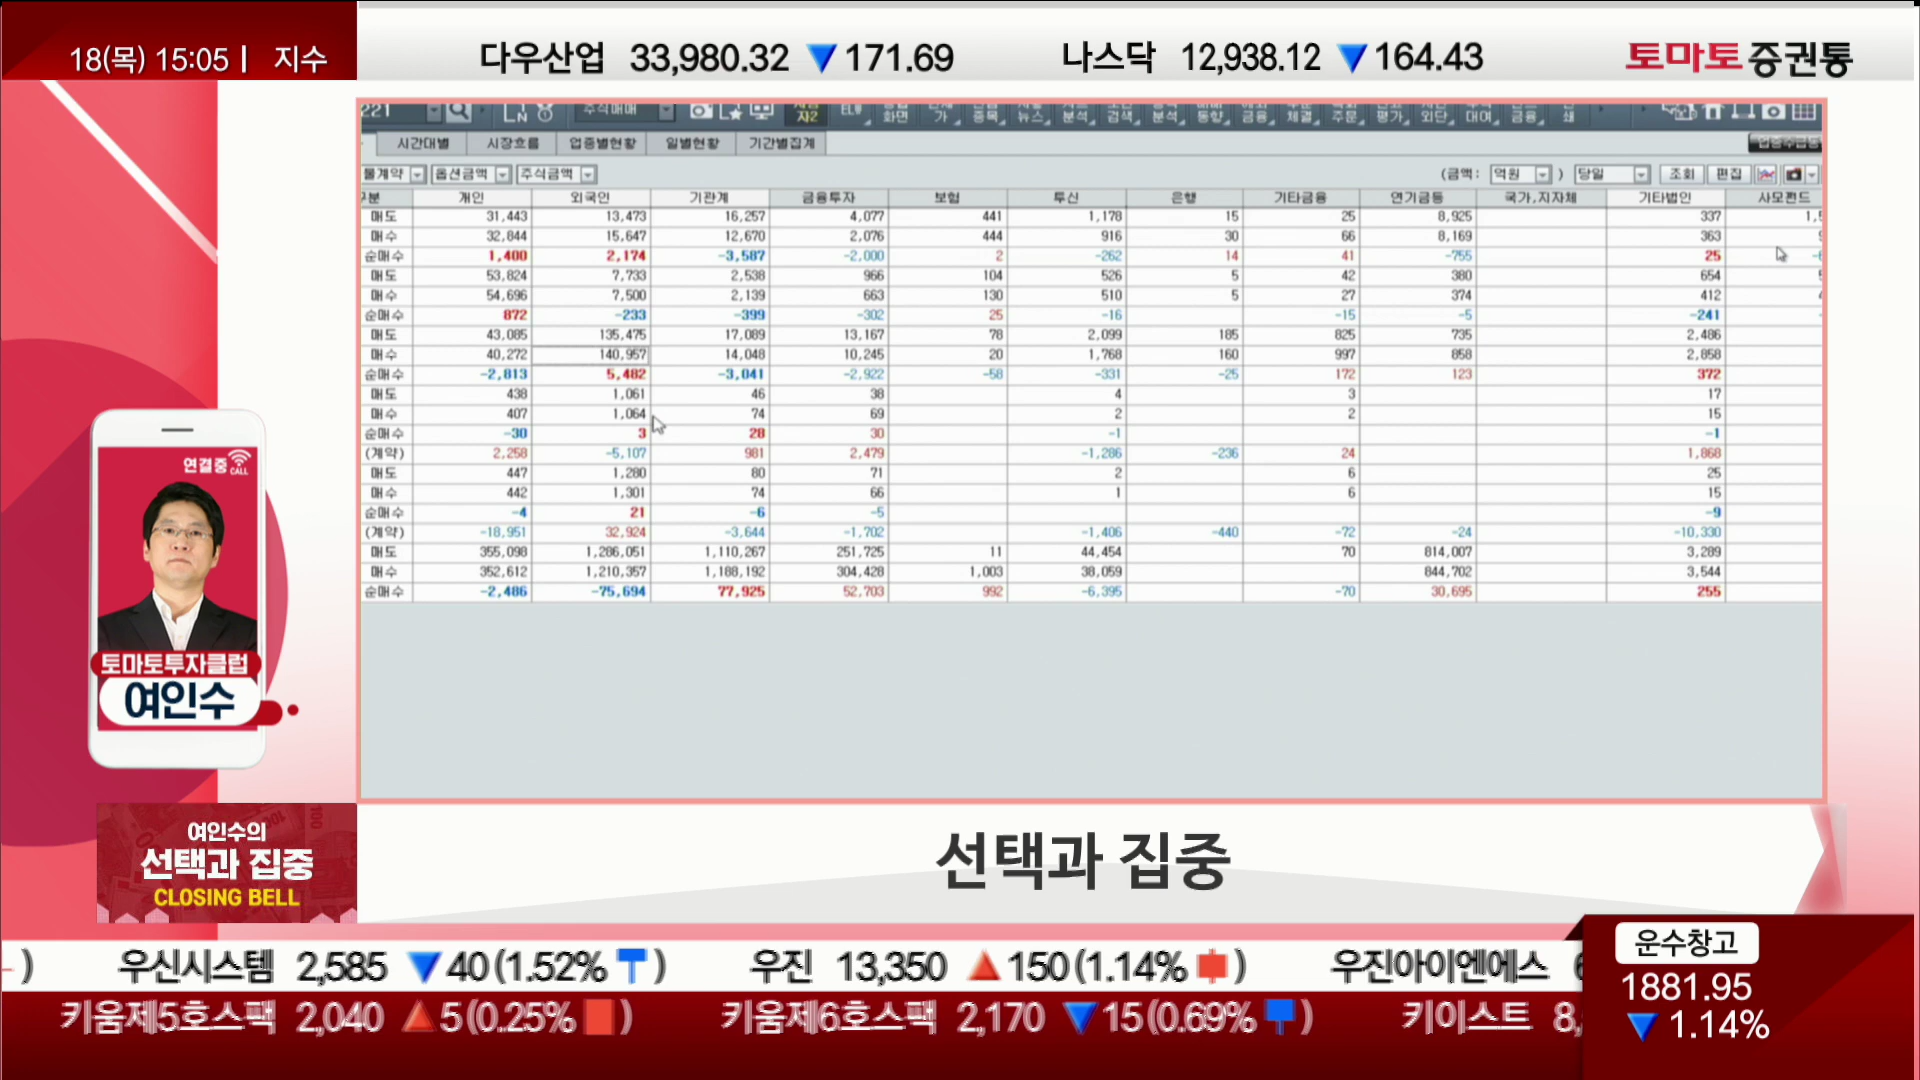 18(목) 15:05 | 지수 다우산업 33,980.32 ▼171.69 나스닥 12,938.12 ▼164.43 토마토증권통
시간대별 시장흐름 업종별현황 일별현황 기간별집계
물계약 옵션금액 주식금액 (금액: 억원 ) 당일 조회 편집
개인 외국인 기관계 금융투자 보험 투신 은행 기타금융 연기금등 국가,지자체 기타법인 사모펀드
매도 31,443 13,473 16,257 4,077 441 1,178 15 25 8,925 337
매수 32,844 15,647 12,670 2,076 444 916 30 66 8,169 363
순매수 1,400 2,174 -3,587 -2,000 2 -262 14 41 -755 25
매도 53,824 7,733 2,538 966 104 526 5 42 380 654
매수 54,696 7,500 2,139 663 130 510 5 27 374 412
순매수 872 -233 -399 -302 25 -16 -15 -5 -241
매도 43,085 135,475 17,089 13,167 78 2,099 185 825 735 2,486
매수 40,272 140,957 14,048 10,245 20 1,768 160 997 858 2,858
순매수 -2,813 5,482 -3,041 -2,922 -58 -331 -25 172 123 372
매도 438 1,061 46 38 4 3 17
매수 407 1,064 74 69 2 2 15
순매수 -30 3 28 30 -1 -1
(계약) 2,258 -5,107 981 2,479 -1,286 -236 24 1,868
매도 447 1,280 80 71 2 6 25
매수 442 1,301 74 66 1 6 15
순매수 -4 21 -6 -5 -9
(계약) -18,951 32,924 -3,644 -1,702 -1,406 -440 -72 -24 -10,330
매도 355,098 1,286,051 1,110,267 251,725 11 44,454 70 814,007 3,289
매수 352,612 1,210,357 1,188,192 304,428 1,003 38,059 844,702 3,544
순매수 -2,486 -75,694 77,925 52,703 992 -6,395 -70 30,695 255
연결중 CALL
토마토투자클럽
여인수
여인수의
선택과 집중
CLOSING BELL
선택과 집중
) 우신시스템 2,585 ▼40(1.52% ) 우진 13,350 ▲150(1.14% ) 우진아이엔에스
키움제5호스팩 2,040 ▲5(0.25% ) 키움제6호스팩 2,170 ▼15(0.69% ) 키이스트 8,
운수창고
1881.95
▼1.14%